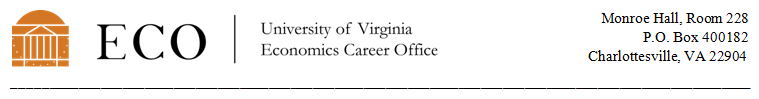 ECO
University of Virginia
Economics Career Office
Monroe Hall, Room 228
P.O. Box 400182
Charlottesville, VA 22904